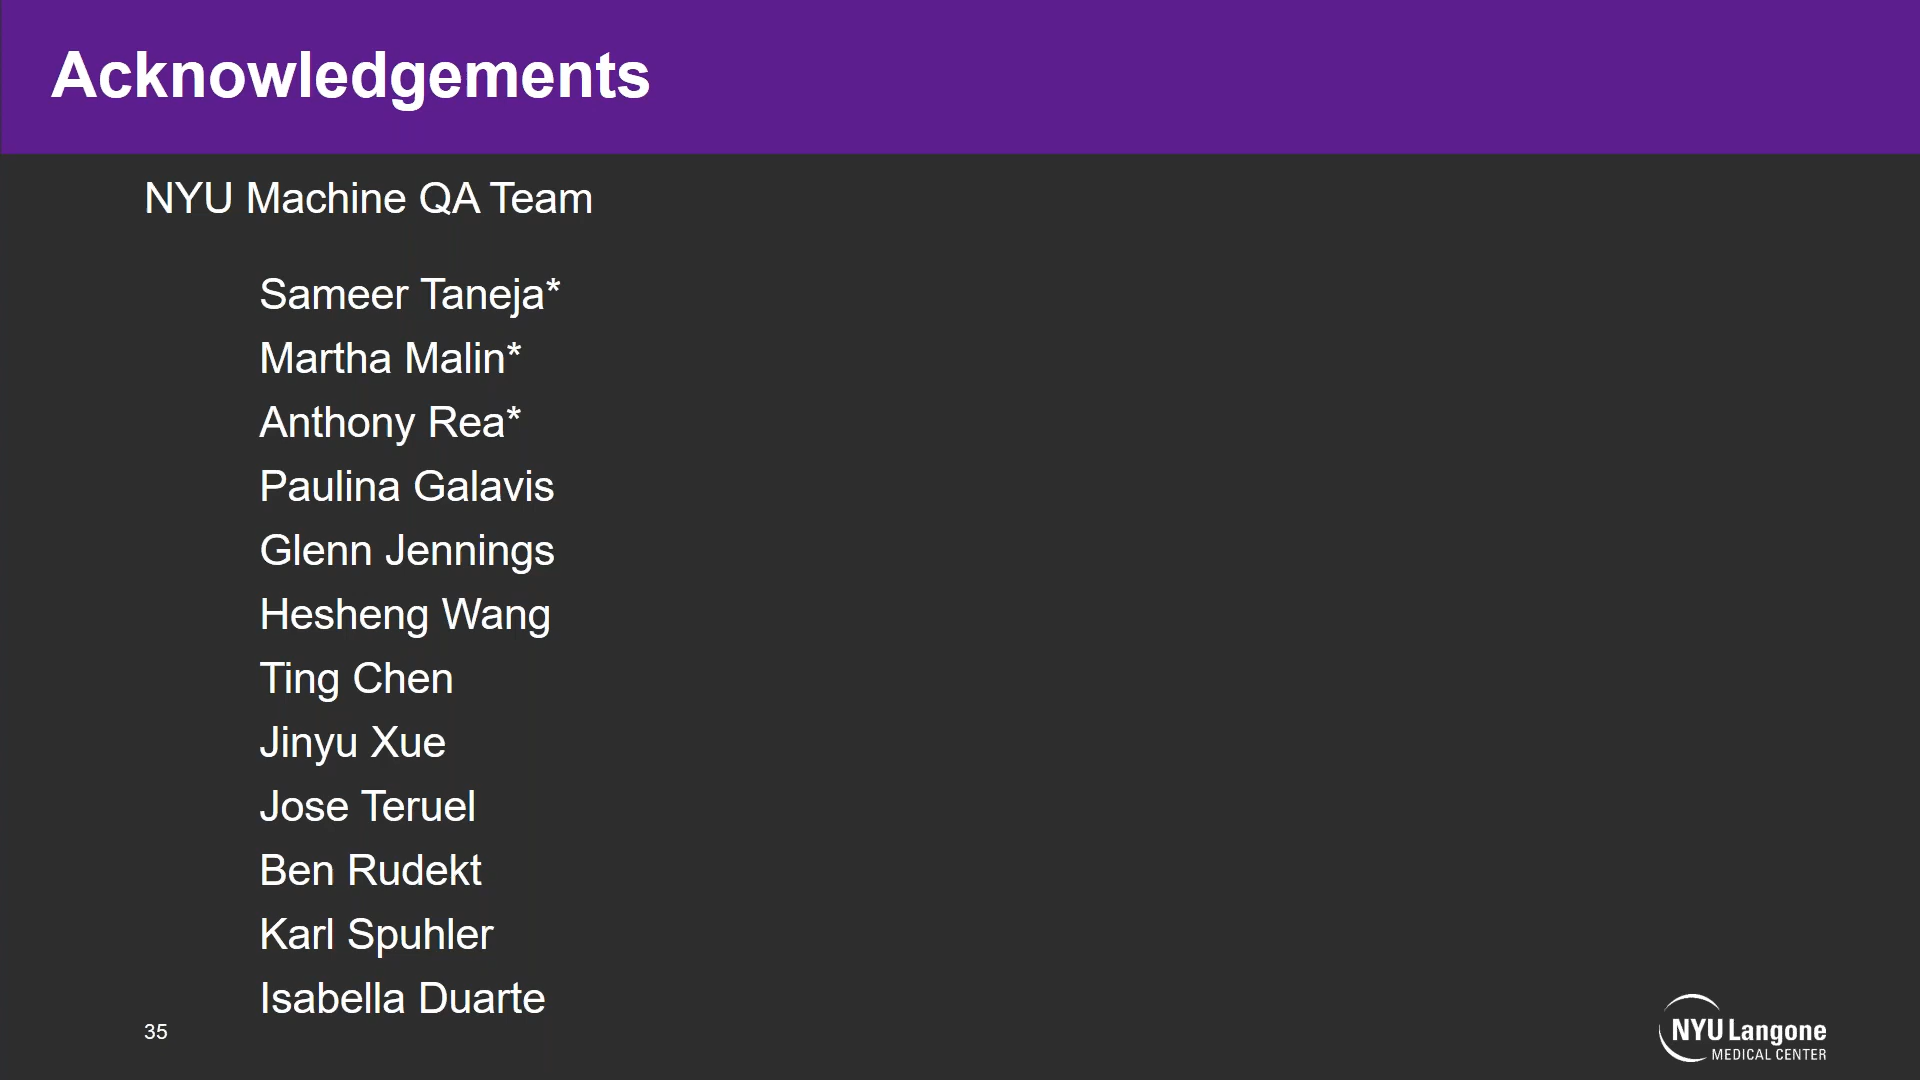 Acknowledgements
NYU Machine QA Team
Sameer Taneja*
Martha Malin*
Anthony Rea*
Paulina Galavis
Glenn Jennings
Hesheng Wang
Ting Chen
Jinyu Xue
Jose Teruel
Ben Rudekt
Karl Spuhler
Isabella Duarte
35
NYU Langone
MEDICAL CENTER